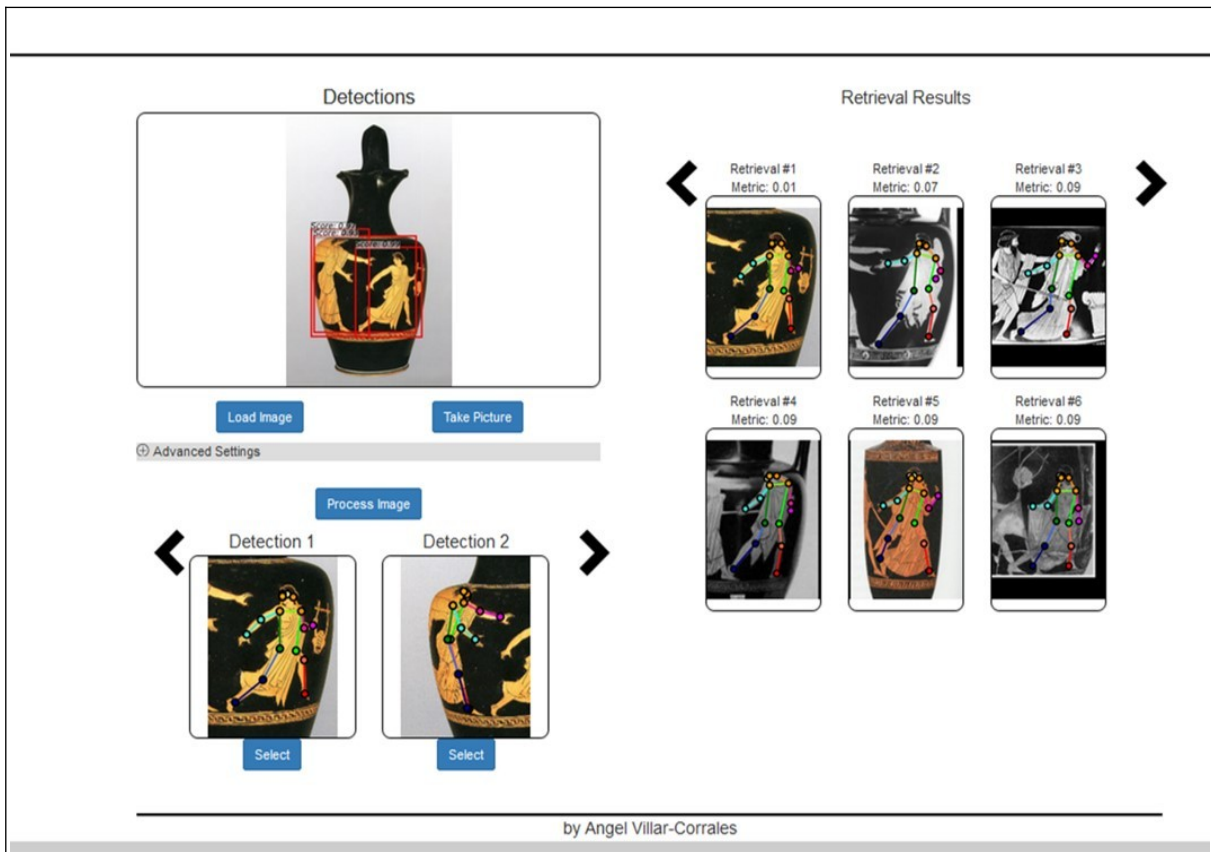 Detections
Load Image
Take Picture
Advanced Settings
Process Image
Detection 1
Detection 2
Select
Select
Retrieval Results
Retrieval #1
Metric: 0.01
Retrieval #2
Metric: 0.07
Retrieval #3
Metric: 0.09
Retrieval #4
Metric: 0.09
Retrieval #5
Metric: 0.09
Retrieval #6
Metric: 0.09
by Angel Villar-Corrales